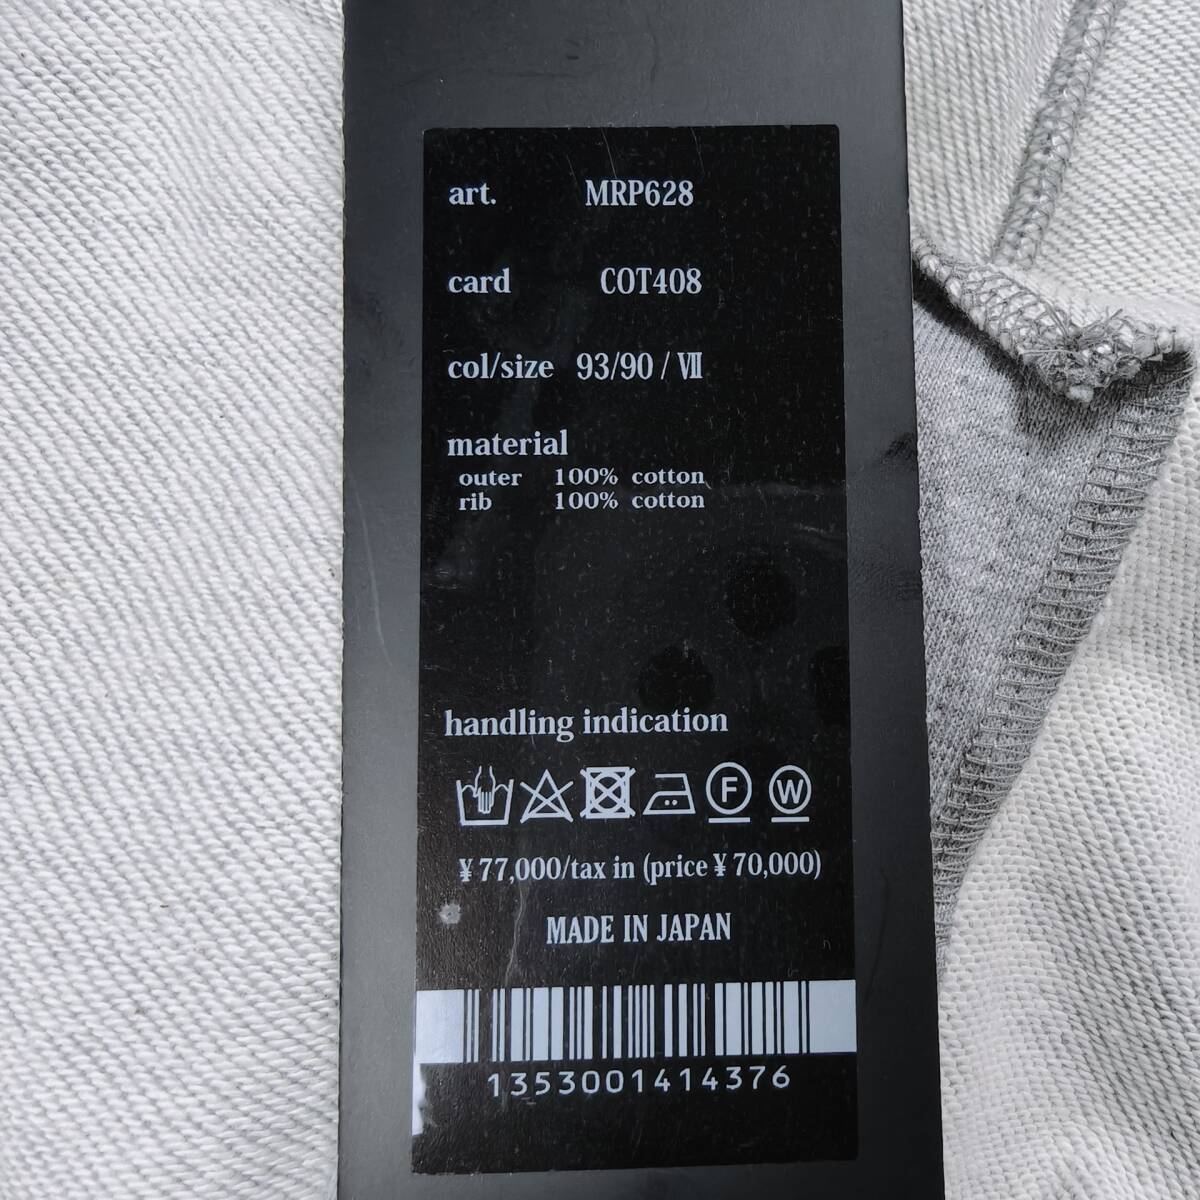 art. MRP628
card COT408
col/size 93/90 / Ⅶ
material
outer 100% cotton
rib 100% cotton
handling indication
F W
¥77,000/tax in (price ¥70,000)
MADE IN JAPAN
1353001414376